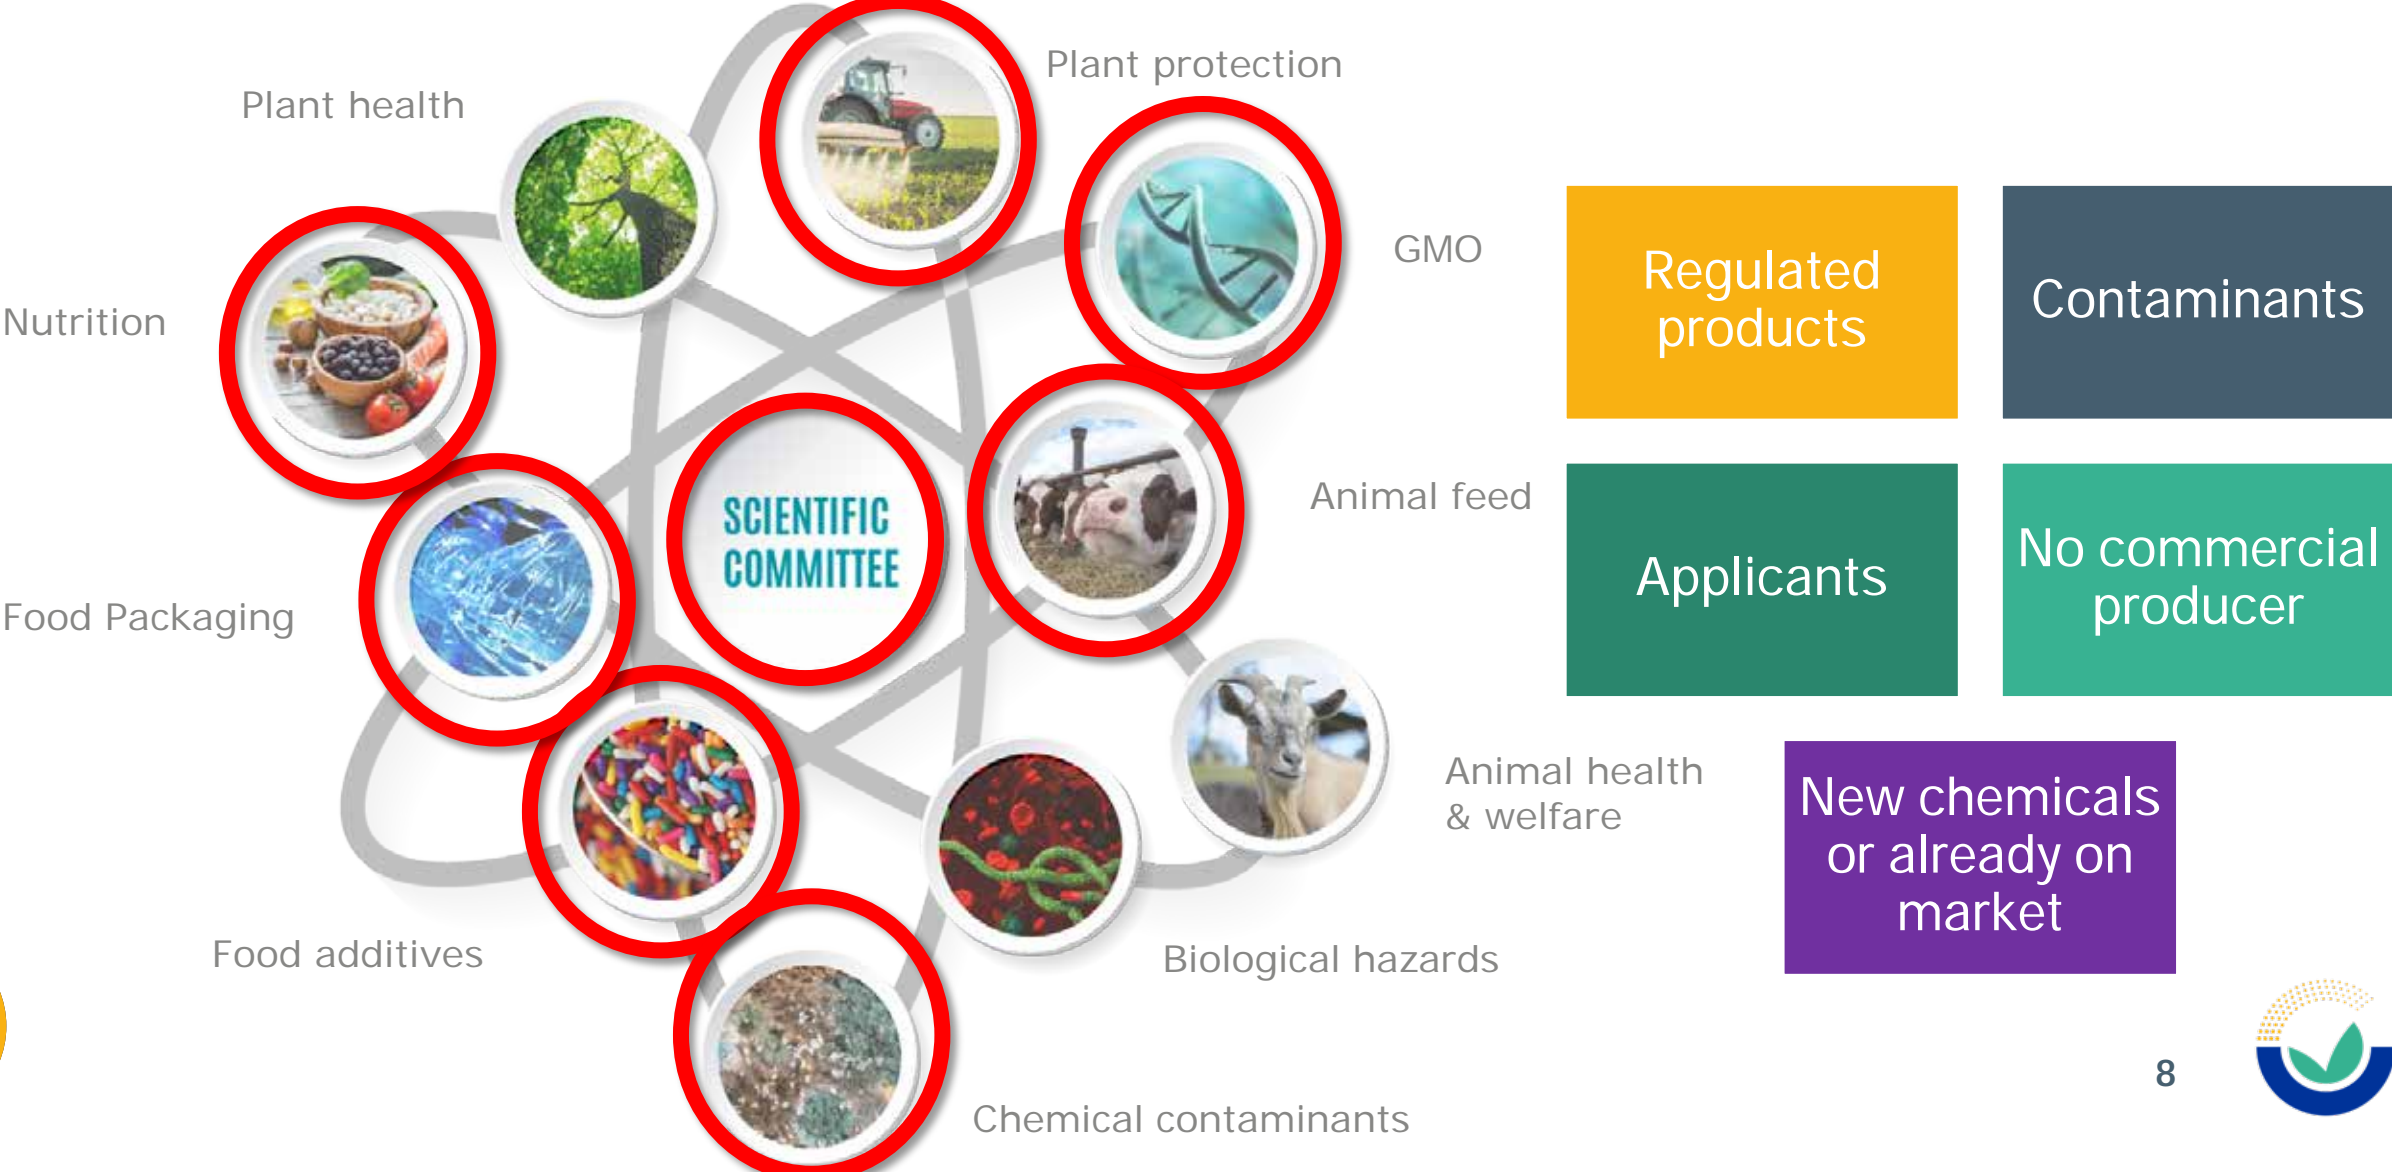 Plant protection
Plant health
GMO
Nutrition
Animal feed
SCIENTIFIC
COMMITTEE
Food Packaging
Animal health
& welfare
Food additives
Biological hazards
Chemical contaminants
Regulated
products
Contaminants
Applicants
No commercial
producer
New chemicals
or already on
market
8